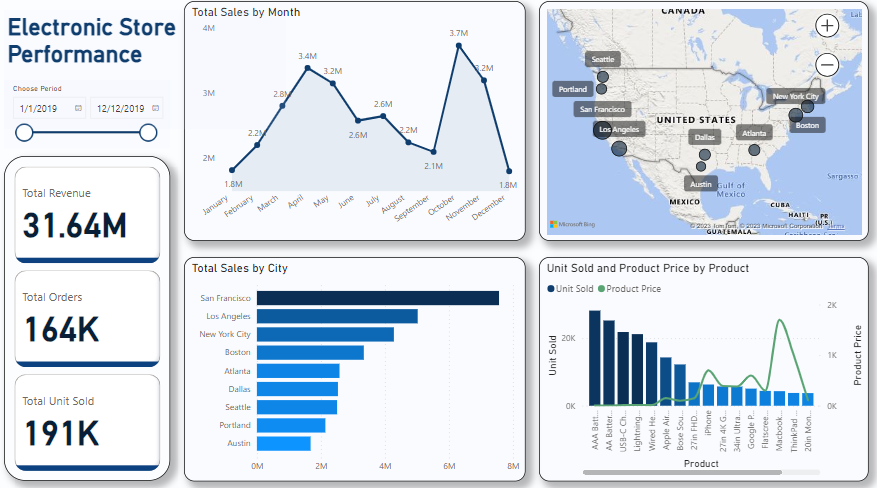 Electronic Store
Performance
Choose Period
1/1/2019
12/12/2019
Total Revenue
31.64M
Total Orders
164K
Total Unit Sold
191K
Total Sales by Month
4M
3M
2M
1.8M
2.2M
2.8M
3.4M
3.2M
2.6M
2.6M
2.2M
2.1M
3.7M
3.2M
1.8M
January
February
March
April
May
June
July
August
September
October
November
December
CANADA
Seattle
Portland
San Francisco
Los Angeles
UNITED STATES
New York City
Boston
Dallas
Atlanta
Austin
Gulf of
Mexico
MEXICO
Sargasso
CUBA
HAITI
PR
(U.S.)
GUATEMALA
Microsoft Bing
© 2023 TomTom, © 2023 Microsoft Corporation Terms
Total Sales by City
San Francisco
Los Angeles
New York City
Boston
Atlanta
Dallas
Seattle
Portland
Austin
0M
2M
4M
6M
8M
Unit Sold and Product Price by Product
Unit Sold
Product Price
Unit Sold
20K
0K
2K
1K
0K
Product Price
AAA Batt...
AA Batter...
USB-C Ch...
Lightning...
Wired He...
Apple Air...
Bose Sou...
27in FHD...
iPhone
27in 4K G...
34in Ultra...
Google P...
Flatscree...
Macbook...
ThinkPad ...
20in Mon...
Product